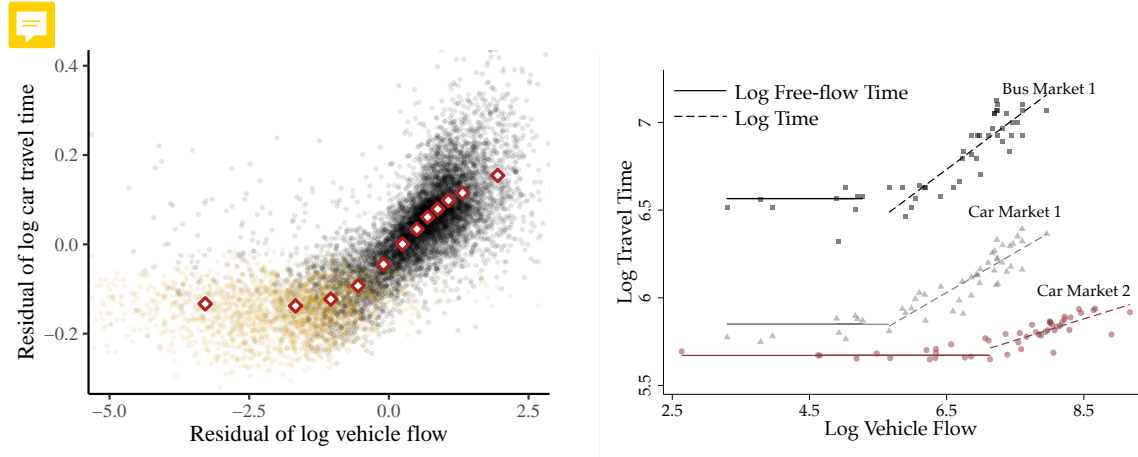 0.4
0.2
0.0
−0.2
−5.0
−2.5
0.0
2.5
Residual of log car travel time
Residual of log vehicle flow
Log Free-flow Time
Log Time
Bus Market 1
Car Market 1
Car Market 2
7
6.5
6
5.5
2.5
4.5
6.5
8.5
Log Travel Time
Log Vehicle Flow